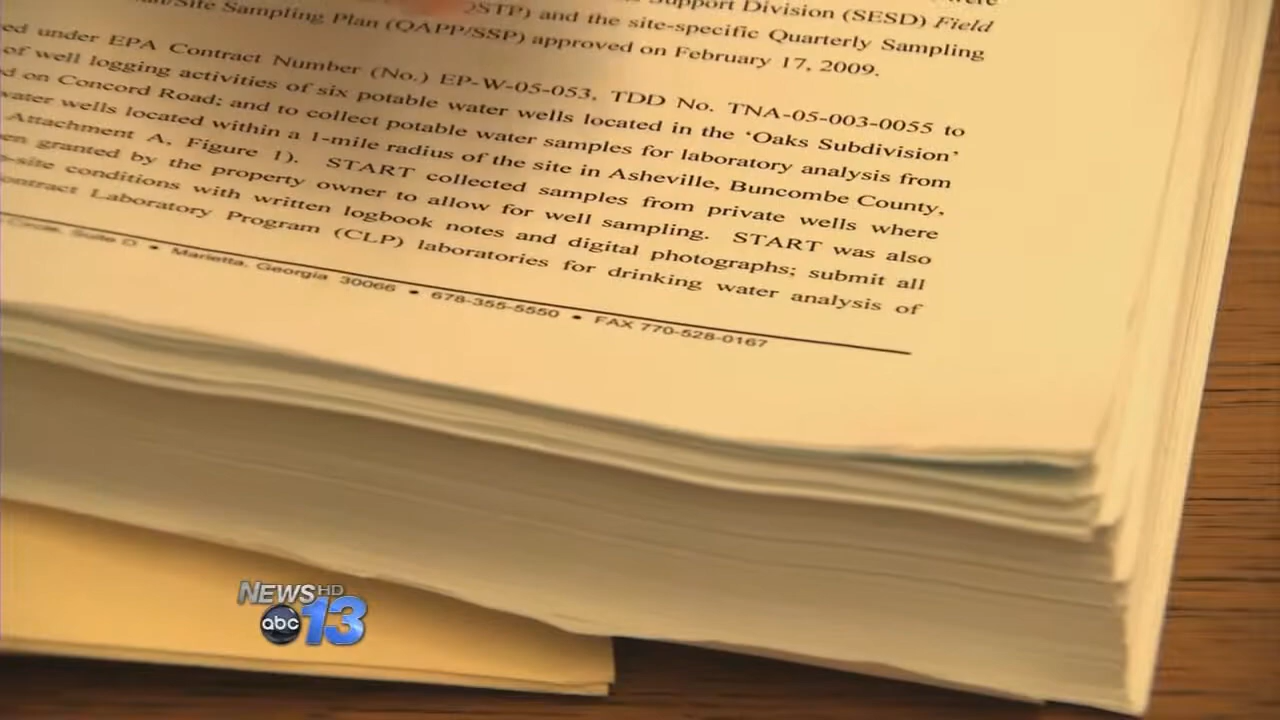 Support Division (SESD) Field
Site Sampling Plan (QAPP/SSP) and the site-specific Quarterly Sampling
approved on February 17, 2009.
under EPA Contract Number (No.) EP-W-05-053, TDD No. TNA-05-003-0055 to
of well logging activities of six potable water wells located in the 'Oaks Subdivision'
on Concord Road; and to collect potable water samples for laboratory analysis from
water wells located within a 1-mile radius of the site in Asheville, Buncombe County,
Attachment A, Figure 1). START collected samples from private wells where
granted by the property owner to allow for well sampling. START was also
conditions with written logbook notes and digital photographs; submit all
Laboratory Program (CLP) laboratories for drinking water analysis of
Suite D • Marietta, Georgia 30066 • 678-355-5550 • FAX 770-528-0167
NEWS HD
abc 13